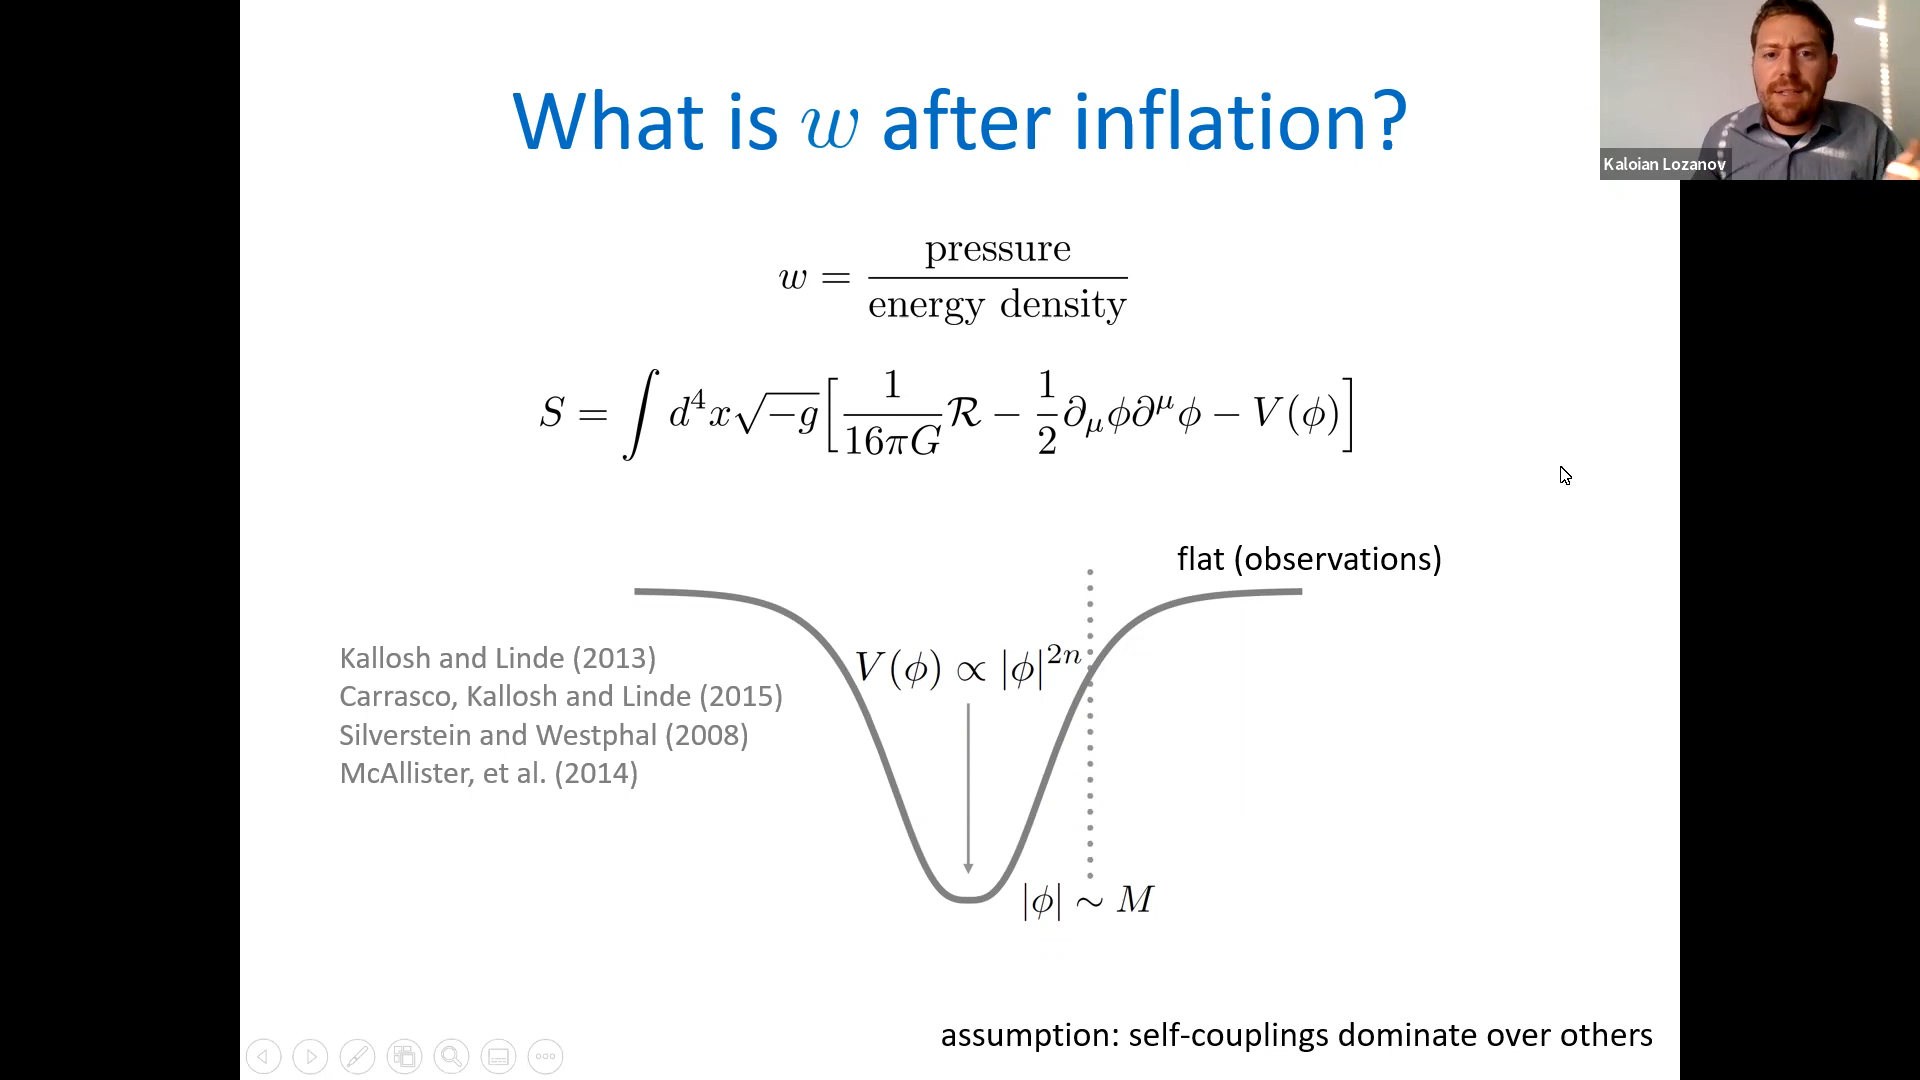 What is w after inflation?
Kaloian Lozanov
w = pressure / energy density
S = ∫ d⁴x √−g [ 1/16πG ℛ − 1/2 ∂_μ ϕ ∂^μ ϕ − V(ϕ) ]
flat (observations)
V(ϕ) ∝ |ϕ|²ⁿ
Kallosh and Linde (2013)
Carrasco, Kallosh and Linde (2015)
Silverstein and Westphal (2008)
McAllister, et al. (2014)
|ϕ| ∼ M
assumption: self-couplings dominate over others